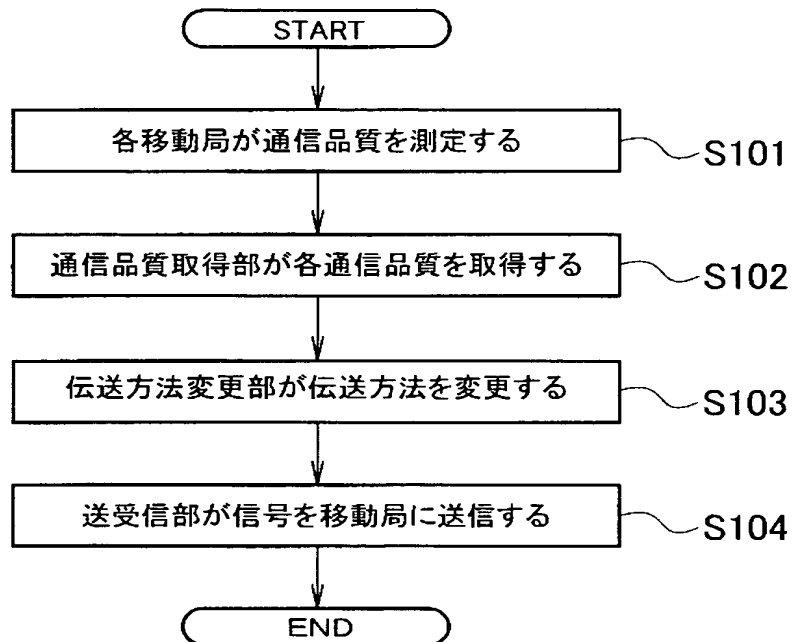 START
各移動局が通信品質を測定する
S101
通信品質取得部が各通信品質を取得する
S102
伝送方法変更部が伝送方法を変更する
S103
送受信部が信号を移動局に送信する
S104
END